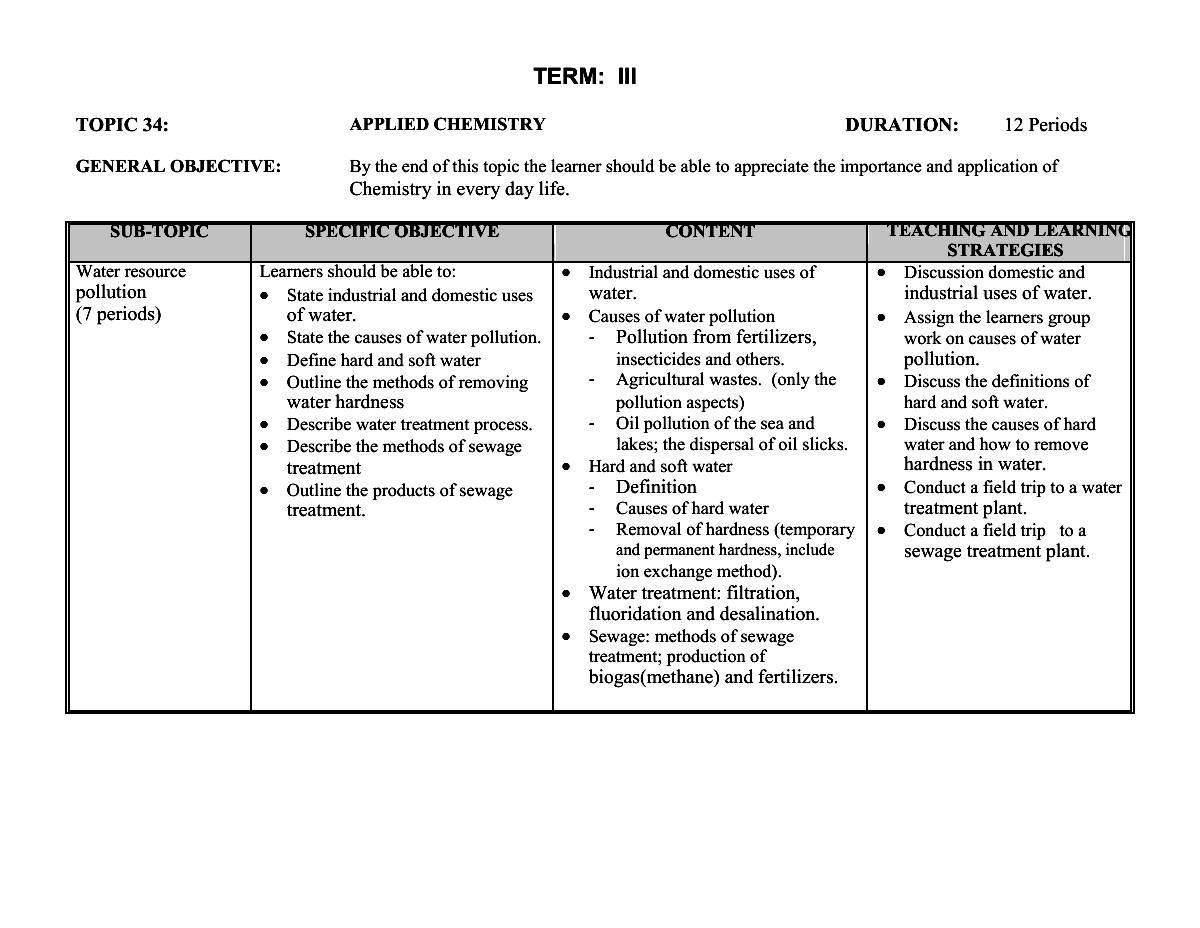 TERM: III
TOPIC 34: APPLIED CHEMISTRY DURATION: 12 Periods
GENERAL OBJECTIVE: By the end of this topic the learner should be able to appreciate the importance and application of
Chemistry in every day life.
SUB-TOPIC
SPECIFIC OBJECTIVE
CONTENT
TEACHING AND LEARNING
STRATEGIES
Water resource
pollution
(7 periods)
Learners should be able to:
• State industrial and domestic uses
of water.
• State the causes of water pollution.
• Define hard and soft water
• Outline the methods of removing
water hardness
• Describe water treatment process.
• Describe the methods of sewage
treatment
• Outline the products of sewage
treatment.
• Industrial and domestic uses of
water.
• Causes of water pollution
- Pollution from fertilizers,
insecticides and others.
- Agricultural wastes. (only the
pollution aspects)
- Oil pollution of the sea and
lakes; the dispersal of oil slicks.
• Hard and soft water
- Definition
- Causes of hard water
- Removal of hardness (temporary
and permanent hardness, include
ion exchange method).
• Water treatment: filtration,
fluoridation and desalination.
• Sewage: methods of sewage
treatment; production of
biogas(methane) and fertilizers.
• Discussion domestic and
industrial uses of water.
• Assign the learners group
work on causes of water
pollution.
• Discuss the definitions of
hard and soft water.
• Discuss the causes of hard
water and how to remove
hardness in water.
• Conduct a field trip to a water
treatment plant.
• Conduct a field trip to a
sewage treatment plant.